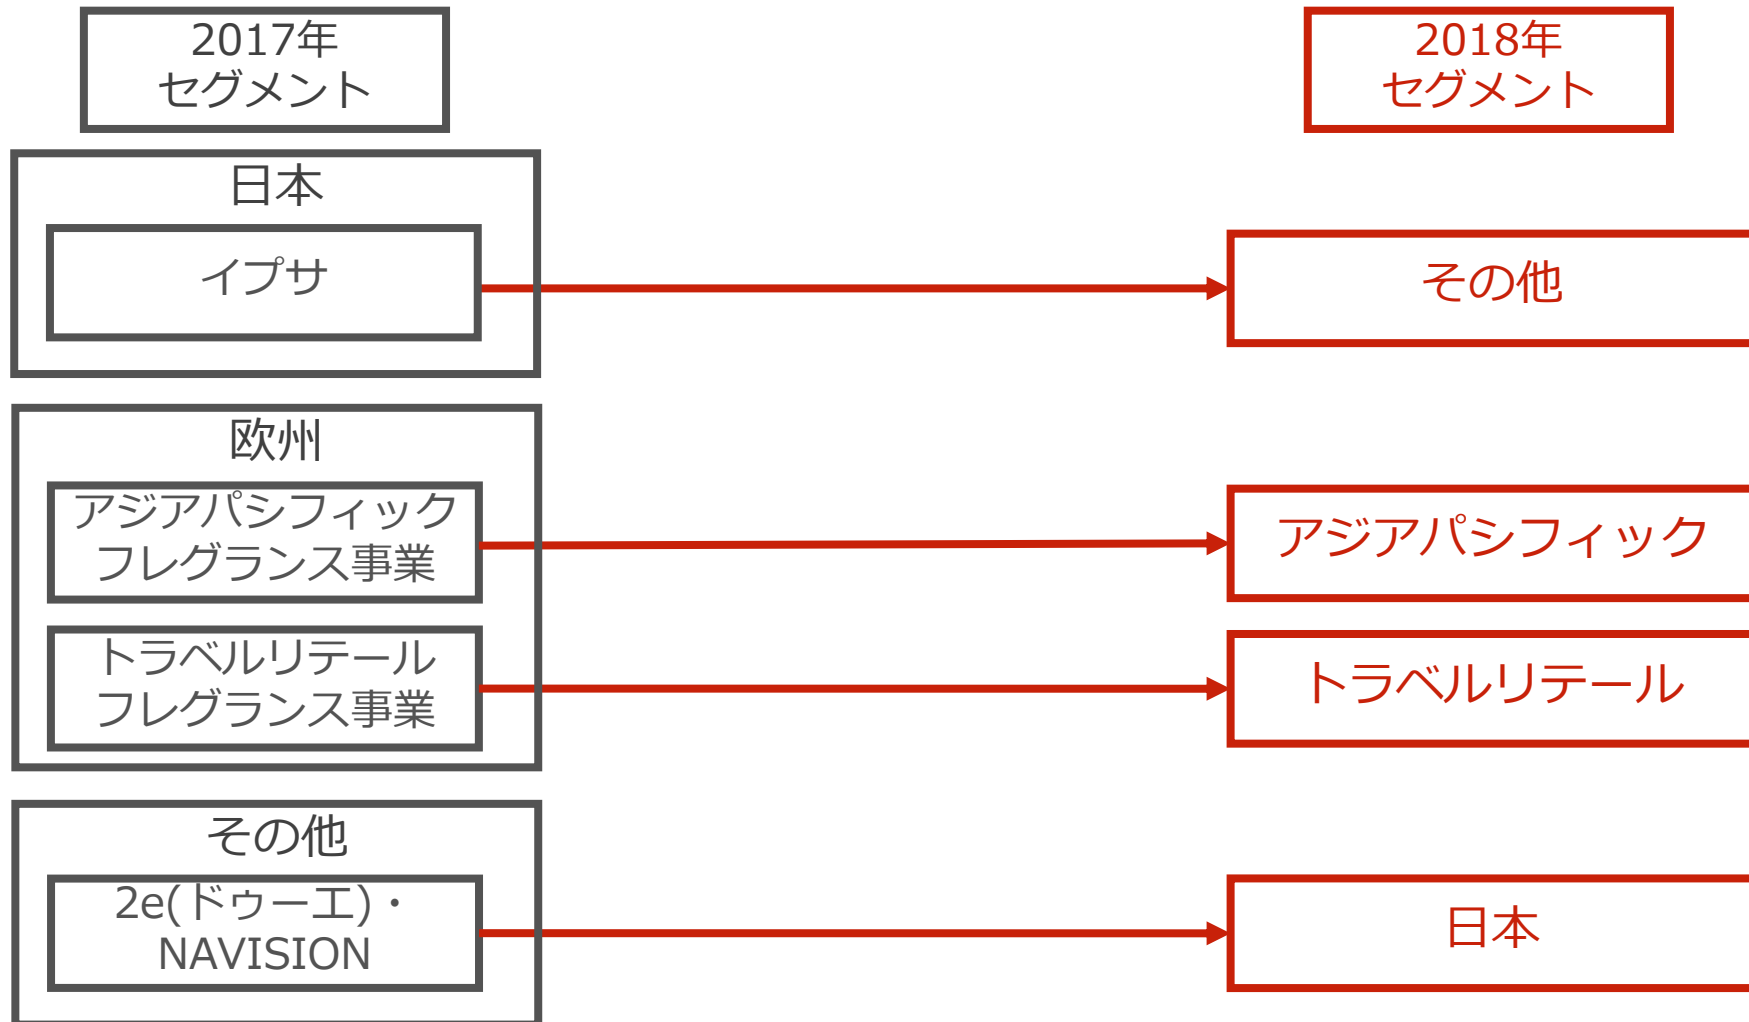 2017年
セグメント
2018年
セグメント
日本
イプサ
その他
欧州
アジアパシフィック
フレグランス事業
アジアパシフィック
トラベルリテール
フレグランス事業
トラベルリテール
その他
2e(ドゥーエ)・
NAVISION
日本